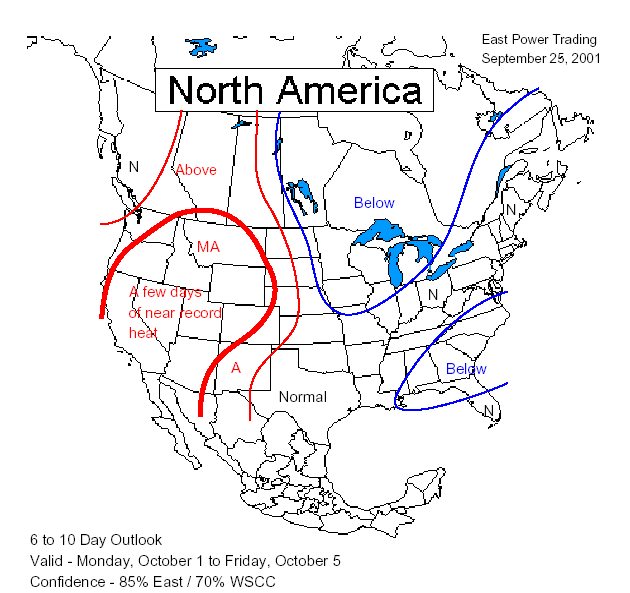 East Power Trading
September 25, 2001
North America
N
Above
Below
N
MA
A few days
of near record
heat
N
A
Below
Normal
N
6 to 10 Day Outlook
Valid - Monday, October 1 to Friday, October 5
Confidence - 85% East / 70% WSCC